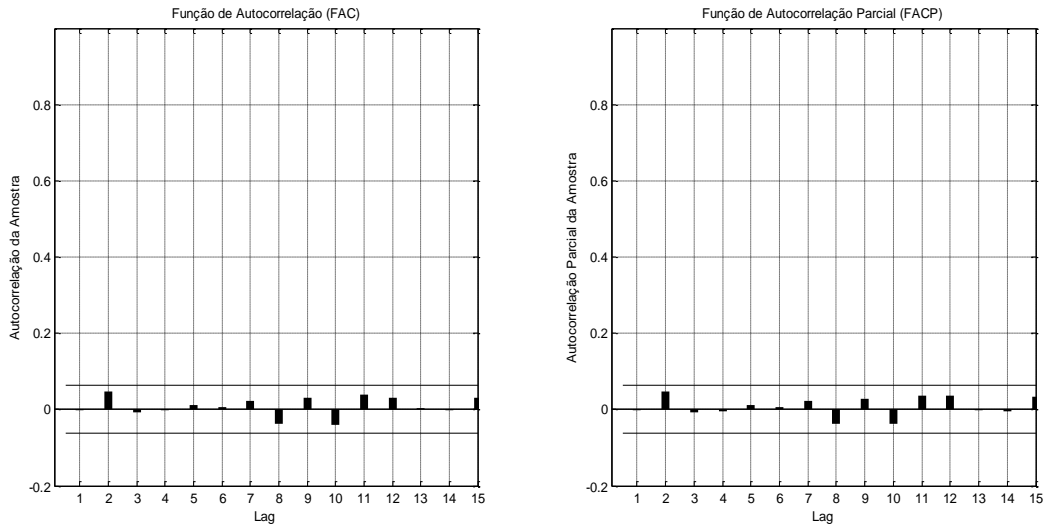 Função de Autocorrelação (FAC)
Autocorrelação da Amostra
0.8
0.6
0.4
0.2
0
-0.2
1 2 3 4 5 6 7 8 9 10 11 12 13 14 15
Lag
Função de Autocorrelação Parcial (FACP)
Autocorrelação Parcial da Amostra
0.8
0.6
0.4
0.2
0
-0.2
1 2 3 4 5 6 7 8 9 10 11 12 13 14 15
Lag